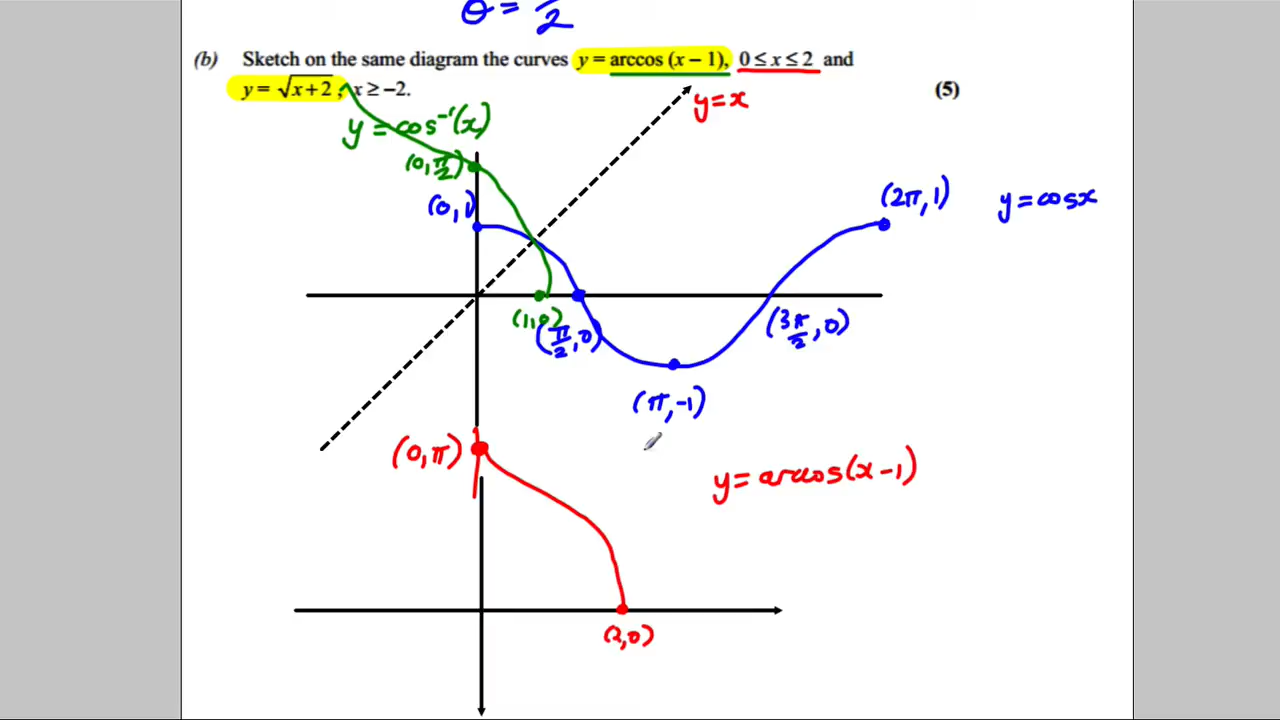 θ = /2
(b) Sketch on the same diagram the curves y = arccos (x − 1), 0 ≤ x ≤ 2 and
y = √x+2 , x ≥ −2.
(5)
y = x
y = cos⁻¹(x)
(0, π/2)
(0, 1)
(2π, 1)
y = cosx
(1, 0)
(π/2, 0)
(3π/2, 0)
(π, -1)
(0, π)
y = arccos(x-1)
(2,0)